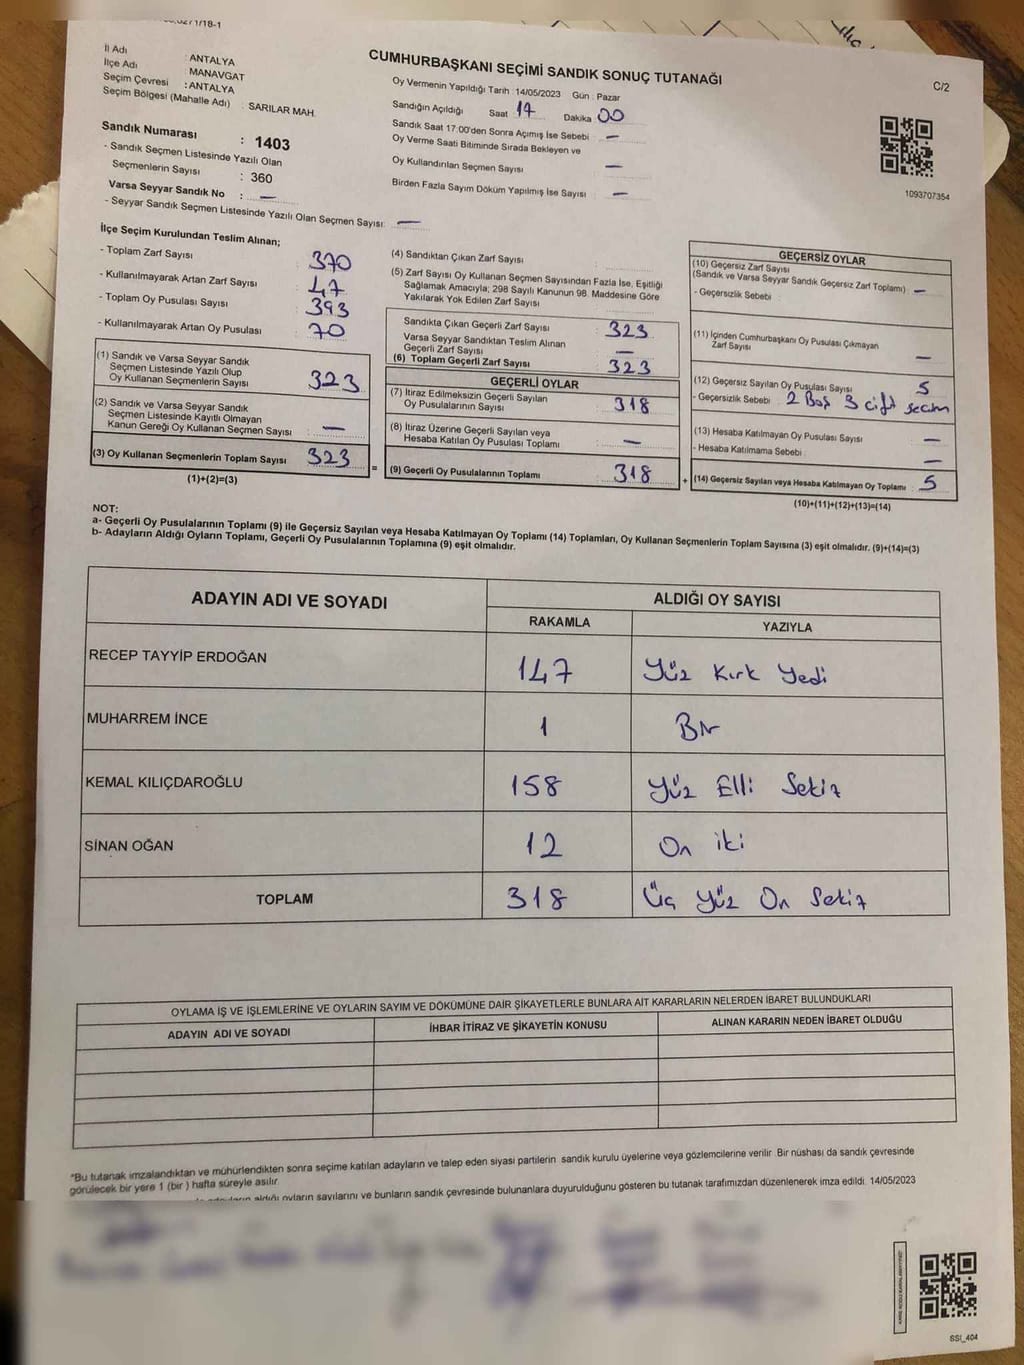 CUMHURBAŞKANI SEÇİMİ SANDIK SONUÇ TUTANAĞI
C/2
İl Adı : ANTALYA
İlçe Adı : MANAVGAT
Seçim Çevresi : ANTALYA
Seçim Bölgesi (Mahalle Adı) : SARILAR MAH.
Oy Vermenin Yapıldığı Tarih : 14/05/2023 Gün : Pazar
Sandığın Açıldığı Saat 17 Dakika 00
Sandık Saat 17:00'den Sonra Açımış İse Sebebi : —
Oy Verme Saati Bitiminde Sırada Bekleyen ve
Oy Kullandırılan Seçmen Sayısı : —
Birden Fazla Sayım Döküm Yapılmış İse Sayısı : —
1093707354
Sandık Numarası : 1403
- Sandık Seçmen Listesinde Yazılı Olan
Seçmenlerin Sayısı : 360
Varsa Seyyar Sandık No : —
- Seyyar Sandık Seçmen Listesinde Yazılı Olan Seçmen Sayısı: —
İlçe Seçim Kurulundan Teslim Alınan;
- Toplam Zarf Sayısı : 370
- Kullanılmayarak Artan Zarf Sayısı : 47
- Toplam Oy Pusulası Sayısı : 393
- Kullanılmayarak Artan Oy Pusulası : 70
(1) Sandık ve Varsa Seyyar Sandık
Seçmen Listesinde Yazılı Olup
Oy Kullanan Seçmenlerin Sayısı : 323
(2) Sandık ve Varsa Seyyar Sandık
Seçmen Listesinde Kayıtlı Olmayan
Kanun Gereği Oy Kullanan Seçmen Sayısı : —
(3) Oy Kullanan Seçmenlerin Toplam Sayısı : 323
(1)+(2)=(3)
(4) Sandıktan Çıkan Zarf Sayısı :
(5) Zarf Sayısı Oy Kullanan Seçmen Sayısından Fazla İse, Eşitliği
Sağlamak Amacıyla; 298 Sayılı Kanunun 98. Maddesine Göre
Yakılarak Yok Edilen Zarf Sayısı :
Sandıkta Çıkan Geçerli Zarf Sayısı : 323
Varsa Seyyar Sandıktan Teslim Alınan
Geçerli Zarf Sayısı : —
(6) Toplam Geçerli Zarf Sayısı : 323
GEÇERLİ OYLAR
(7) İtiraz Edilmeksizin Geçerli Sayılan
Oy Pusulalarının Sayısı : 318
(8) İtiraz Üzerine Geçerli Sayılan veya
Hesaba Katılan Oy Pusulası Toplamı : —
= (9) Geçerli Oy Pusulalarının Toplamı : 318
GEÇERSİZ OYLAR
(10) Geçersiz Zarf Sayısı
(Sandık ve Varsa Seyyar Sandık Geçersiz Zarf Toplamı) : —
- Geçersizlik Sebebi :
(11) İçinden Cumhurbaşkanı Oy Pusulası Çıkmayan
Zarf Sayısı : —
(12) Geçersiz Sayılan Oy Pusulası Sayısı : 5
- Geçersizlik Sebebi : 2 Boş 3 çift seçim
(13) Hesaba Katılmayan Oy Pusulası Sayısı : —
- Hesaba Katılmama Sebebi : —
+ (14) Geçersiz Sayılan veya Hesaba Katılmayan Oy Toplamı : 5
(10)+(11)+(12)+(13)=(14)
NOT:
a- Geçerli Oy Pusulalarının Toplamı (9) ile Geçersiz Sayılan veya Hesaba Katılmayan Oy Toplamı (14) Toplamları, Oy Kullanan Seçmenlerin Toplam Sayısına (3) eşit olmalıdır. (9)+(14)=(3)
b- Adayların Aldığı Oyların Toplamı, Geçerli Oy Pusulalarının Toplamına (9) eşit olmalıdır.
ADAYIN ADI VE SOYADI ALDIĞI OY SAYISI
RAKAMLA YAZIYLA
RECEP TAYYİP ERDOĞAN 147 Yüz Kırk Yedi
MUHARREM İNCE 1 Bir
KEMAL KILIÇDAROĞLU 158 Yüz Elli Sekiz
SİNAN OĞAN 12 On iki
TOPLAM 318 Üç Yüz On Sekiz
OYLAMA İŞ VE İŞLEMLERİNE VE OYLARIN SAYIM VE DÖKÜMÜNE DAİR ŞİKAYETLERLE BUNLARA AİT KARARLARIN NELERDEN İBARET BULUNDUKLARI
ADAYIN ADI VE SOYADI İHBAR İTİRAZ VE ŞİKAYETİN KONUSU ALINAN KARARIN NEDEN İBARET OLDUĞU
*Bu tutanak imzalandıktan ve mühürlendikten sonra seçime katılan adayların ve talep eden siyasi partilerin sandık kurulu üyelerine veya gözlemcilerine verilir. Bir nüshası da sandık çevresinde
görülecek bir yere 1 (bir) hafta süreyle asılır.
aldığı oyların sayılarını ve bunların sandık çevresinde bulunanlara duyurulduğunu gösteren bu tutanak tarafımızdan düzenlenerek imza edildi. 14/05/2023
SSI_404